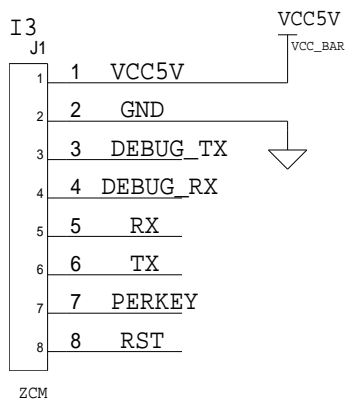 VCC5V
VCC_BAR
I3
J1
1 1 VCC5V
2 2 GND
3 3 DEBUG_TX
4 4 DEBUG_RX
5 5 RX
6 6 TX
7 7 PERKEY
8 8 RST
ZCM